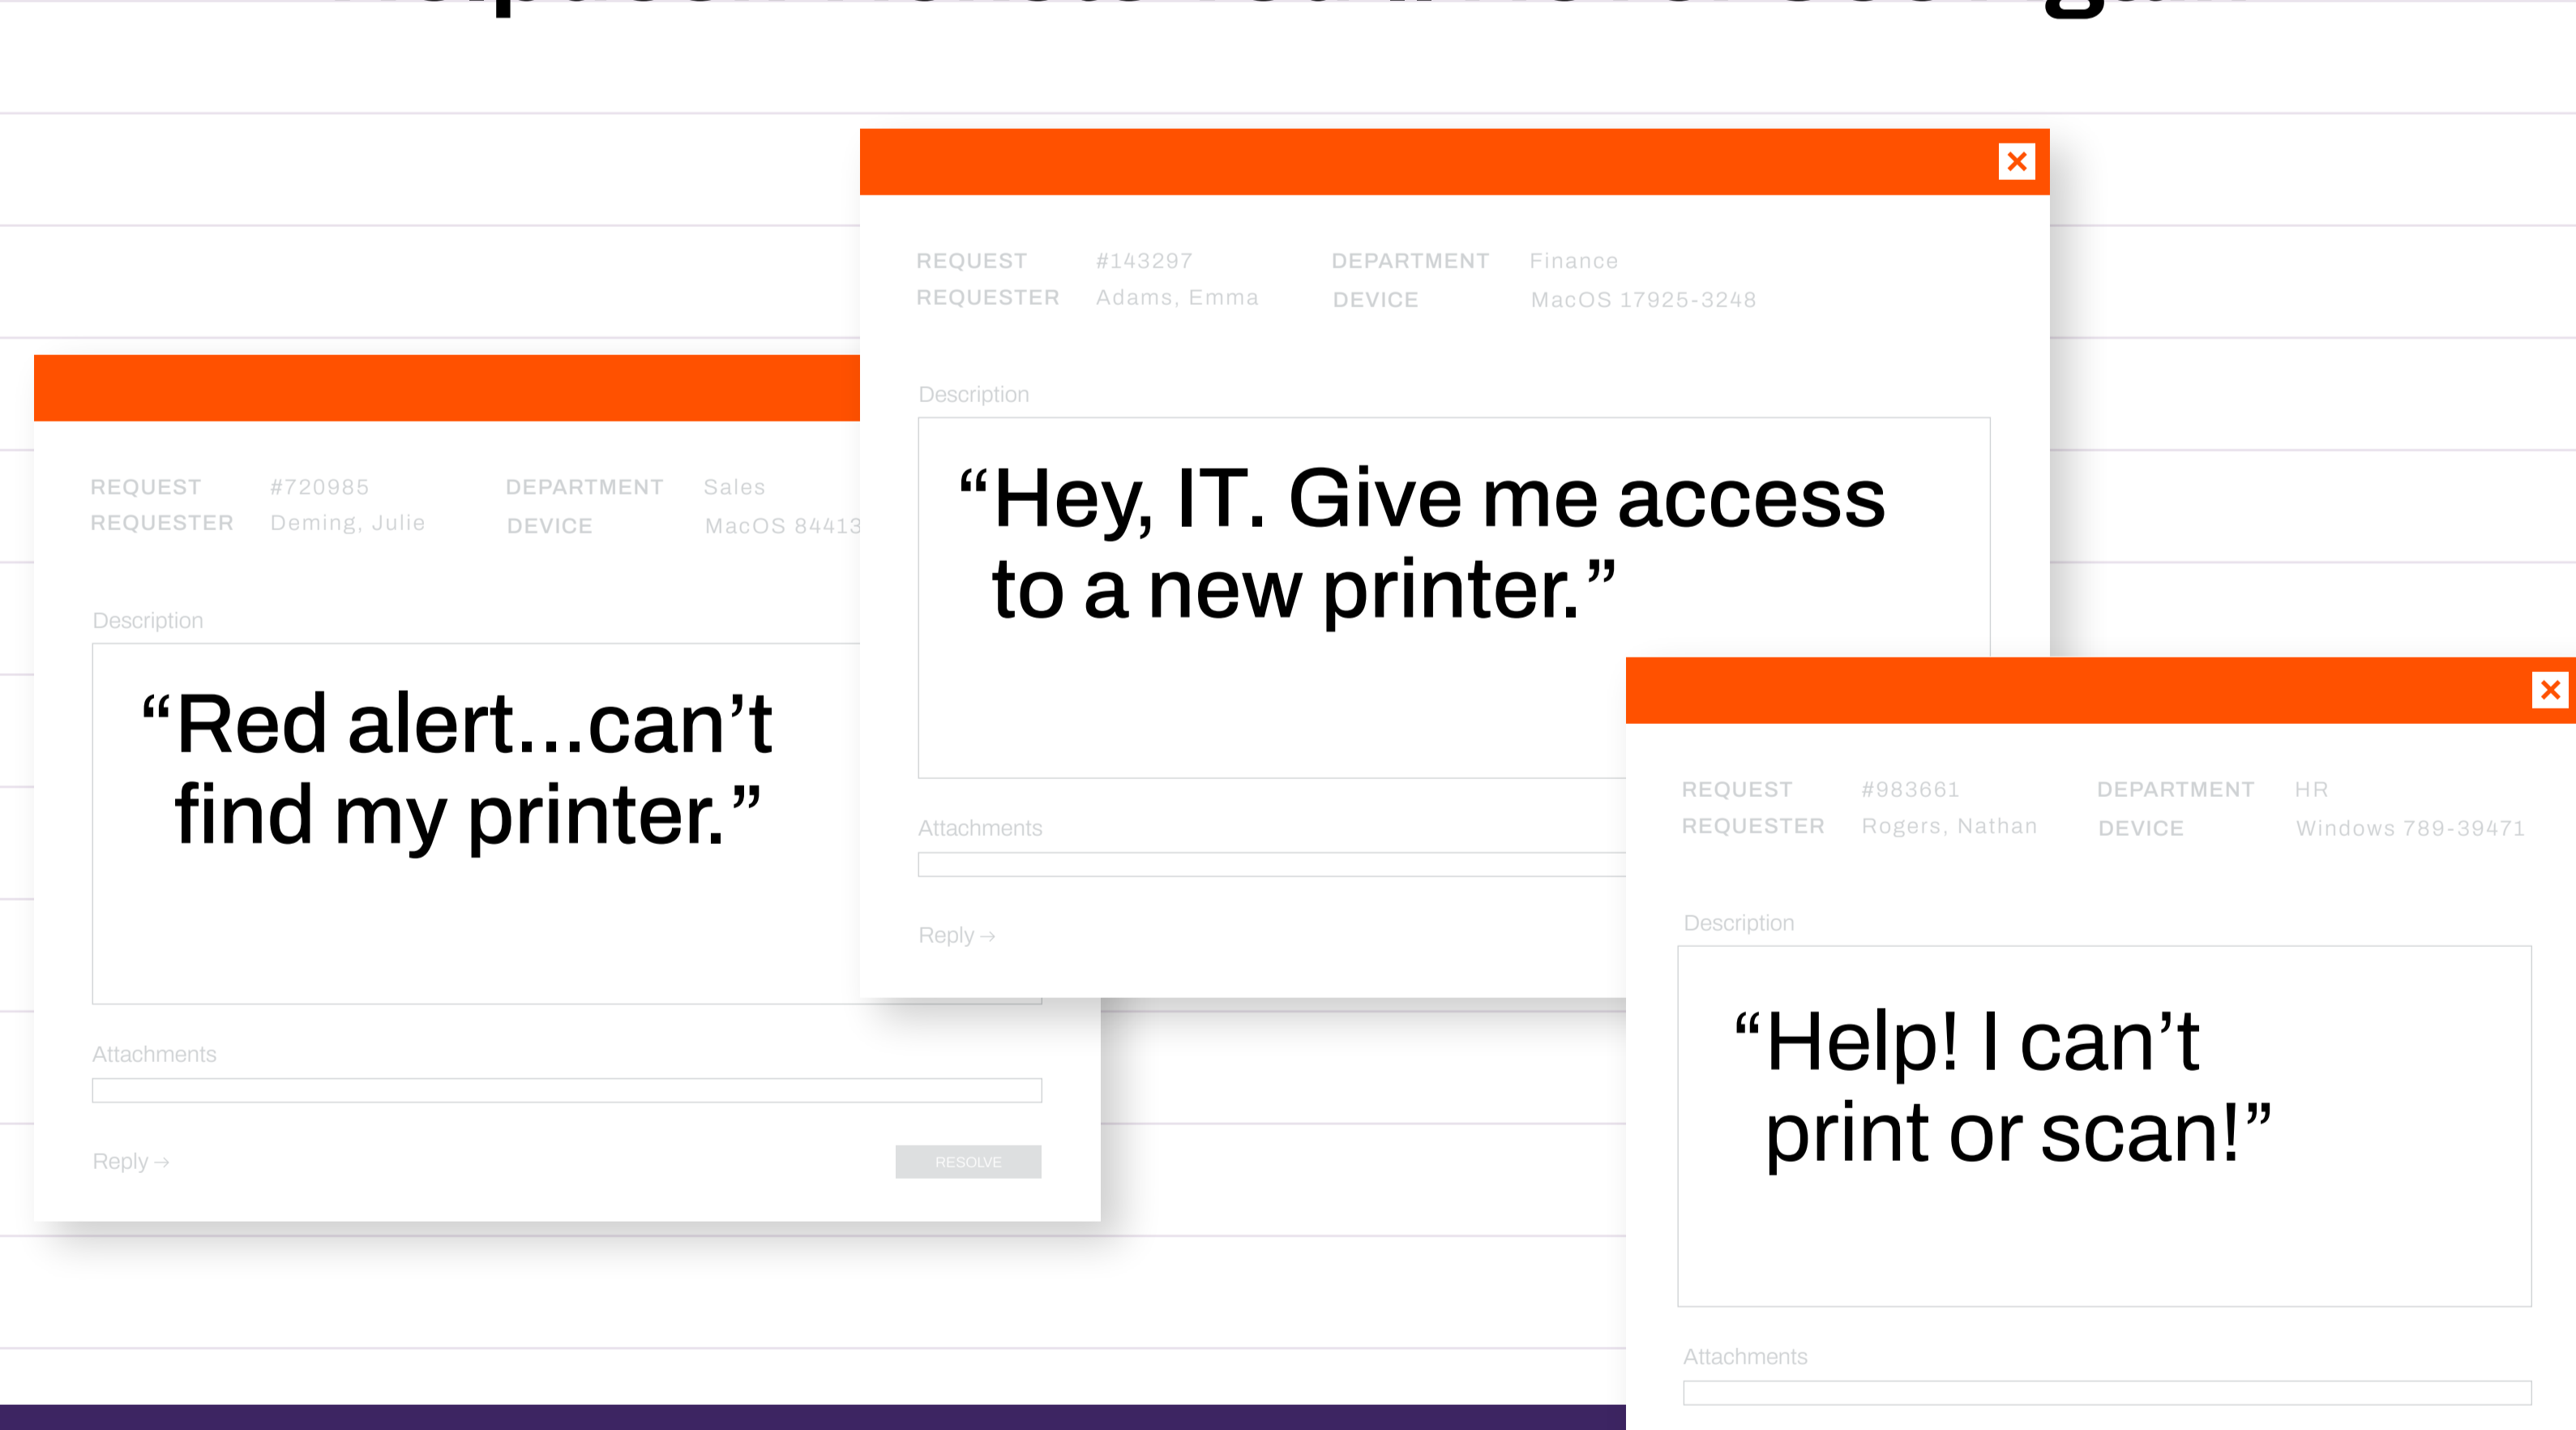 REQUEST #720985 DEPARTMENT Sales
REQUESTER Deming, Julie DEVICE MacOS 84413
Description
“Red alert...can’t
find my printer.”
Attachments
Reply →
RESOLVE
REQUEST #143297 DEPARTMENT Finance
REQUESTER Adams, Emma DEVICE MacOS 17925-3248
Description
“Hey, IT. Give me access
to a new printer.”
Attachments
Reply →
REQUEST #983661 DEPARTMENT HR
REQUESTER Rogers, Nathan DEVICE Windows 789-39471
Description
“Help! I can’t
print or scan!”
Attachments